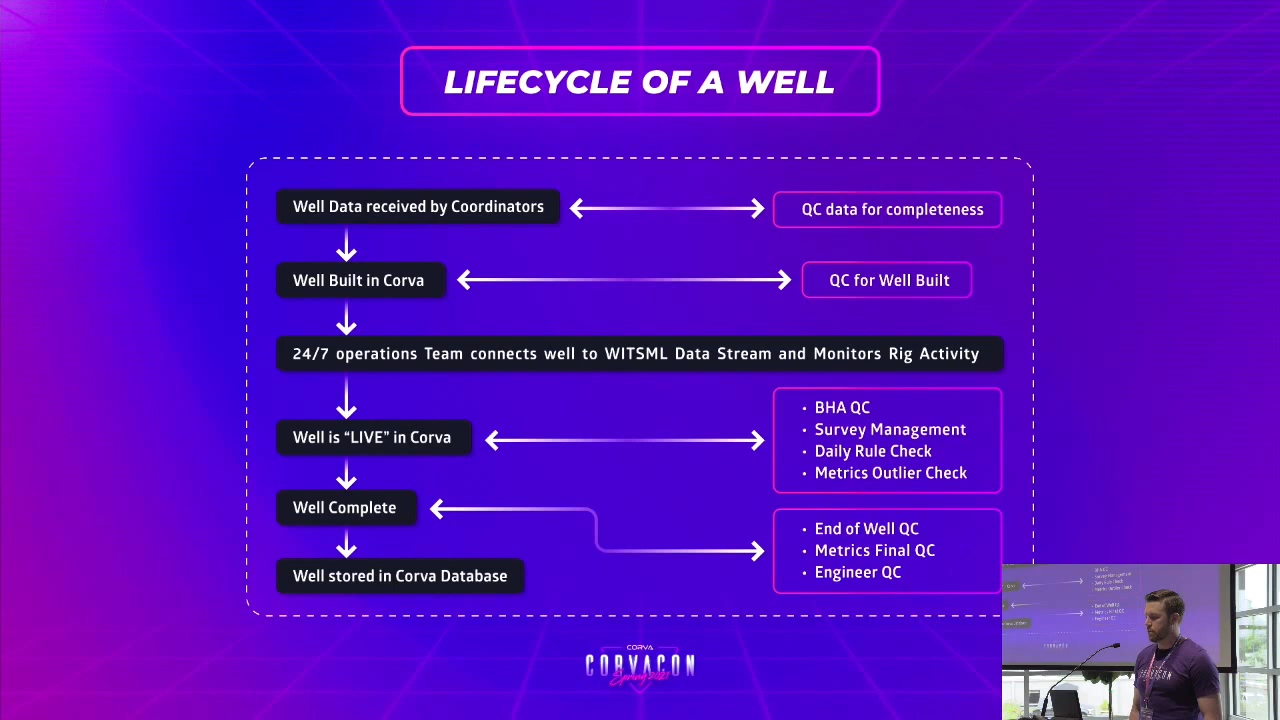 LIFECYCLE OF A WELL
Well Data received by Coordinators
QC data for completeness
Well Built in Corva
QC for Well Built
24/7 operations Team connects well to WITSML Data Stream and Monitors Rig Activity
Well is “LIVE” in Corva
• BHA QC
• Survey Management
• Daily Rule Check
• Metrics Outlier Check
Well Complete
• End of Well QC
• Metrics Final QC
• Engineer QC
Well stored in Corva Database
CORVA
CORVACON